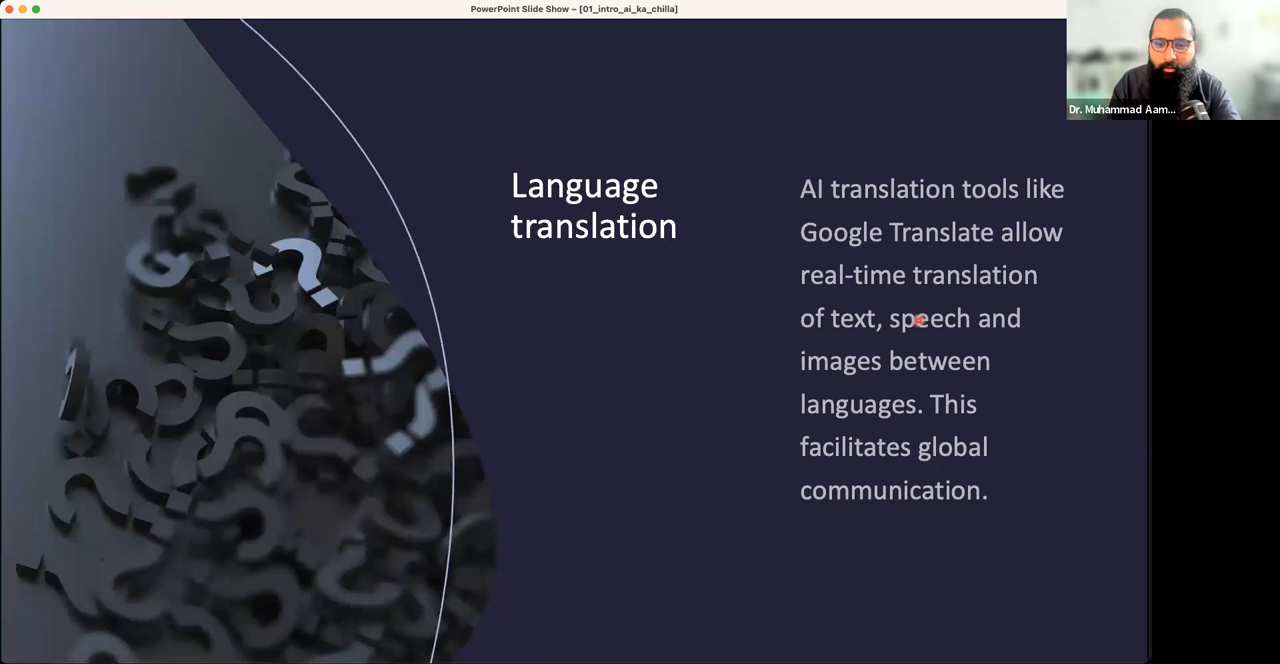 PowerPoint Slide Show – [01_intro_ai_ka_chilla]
Dr. Muhammad Aam...
Language
translation
AI translation tools like
Google Translate allow
real-time translation
of text, speech and
images between
languages. This
facilitates global
communication.